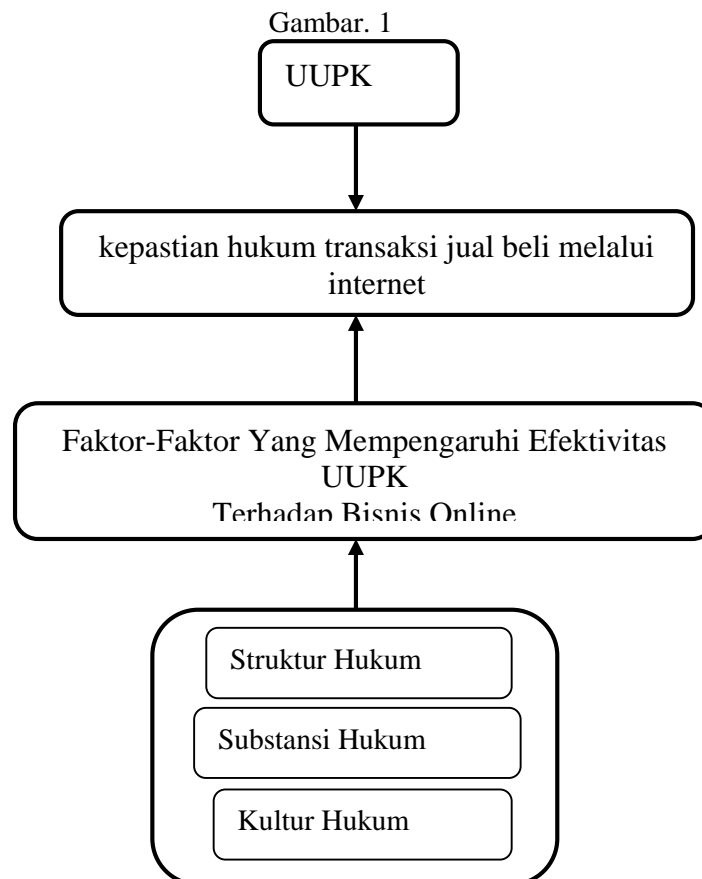 Gambar. 1
UUPK
kepastian hukum transaksi jual beli melalui
internet
Faktor-Faktor Yang Mempengaruhi Efektivitas
UUPK
Terhadap Bisnis Online
Struktur Hukum
Substansi Hukum
Kultur Hukum